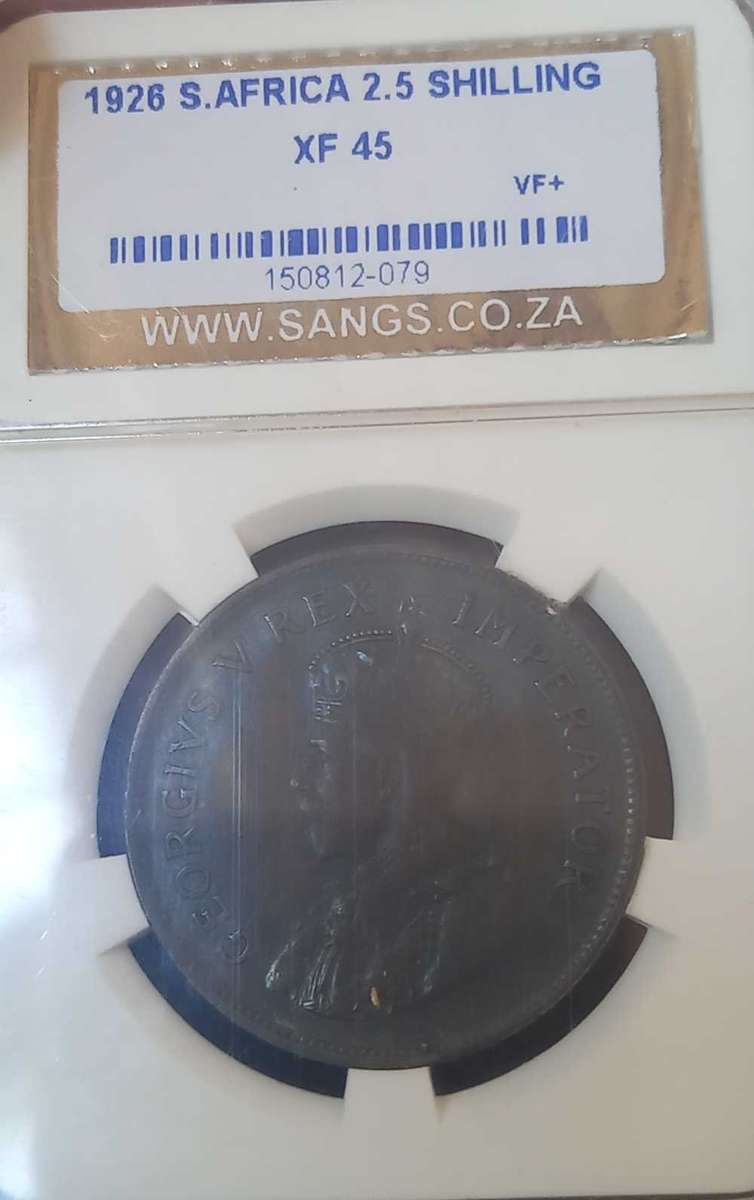 1926 S.AFRICA 2.5 SHILLING
XF 45
VF+
150812-079
WWW.SANGS.CO.ZA
GEORGIVS V REX IMPERATOR